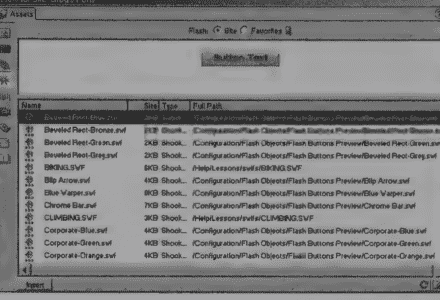 Assets
Flash: Site Favorites
Button Text
Name Size Type Full Path
Beveled Rect-Bronze.swf 2KB Shock... /Configuration/Flash Objects/Flash Buttons Preview/Beveled Rect-Bronze
Beveled Rect-Green.swf 2KB Shock... /Configuration/Flash Objects/Flash Buttons Preview/Beveled Rect-Green.sw
Beveled Rect-Grey.swf 2KB Shock... /Configuration/Flash Objects/Flash Buttons Preview/Beveled Rect-Grey.sw
BIKING.SWF /Help/Lessons/swfs/BIKING.SWF
Blip Arrow.swf 4KB Shock... /Configuration/Flash Objects/Flash Buttons Preview/Blip Arrow.swf
Blue Warper.swf 8KB Shock... /Configuration/Flash Objects/Flash Buttons Preview/Blue Warper.swf
Chrome Bar.swf 7KB Shock... /Configuration/Flash Objects/Flash Buttons Preview/Chrome Bar.swf
CLIMBING.SWF Shock... /Help/Lessons/swfs/CLIMBING.SWF
Corporate-Blue.swf 4KB Shock... /Configuration/Flash Objects/Flash Buttons Preview/Corporate-Blue.swf
Corporate-Green.swf 4KB Shock... /Configuration/Flash Objects/Flash Buttons Preview/Corporate-Green.swf
Corporate-Orange.swf 4KB Shock... /Configuration/Flash Objects/Flash Buttons Preview/Corporate-Orange.swf
Insert